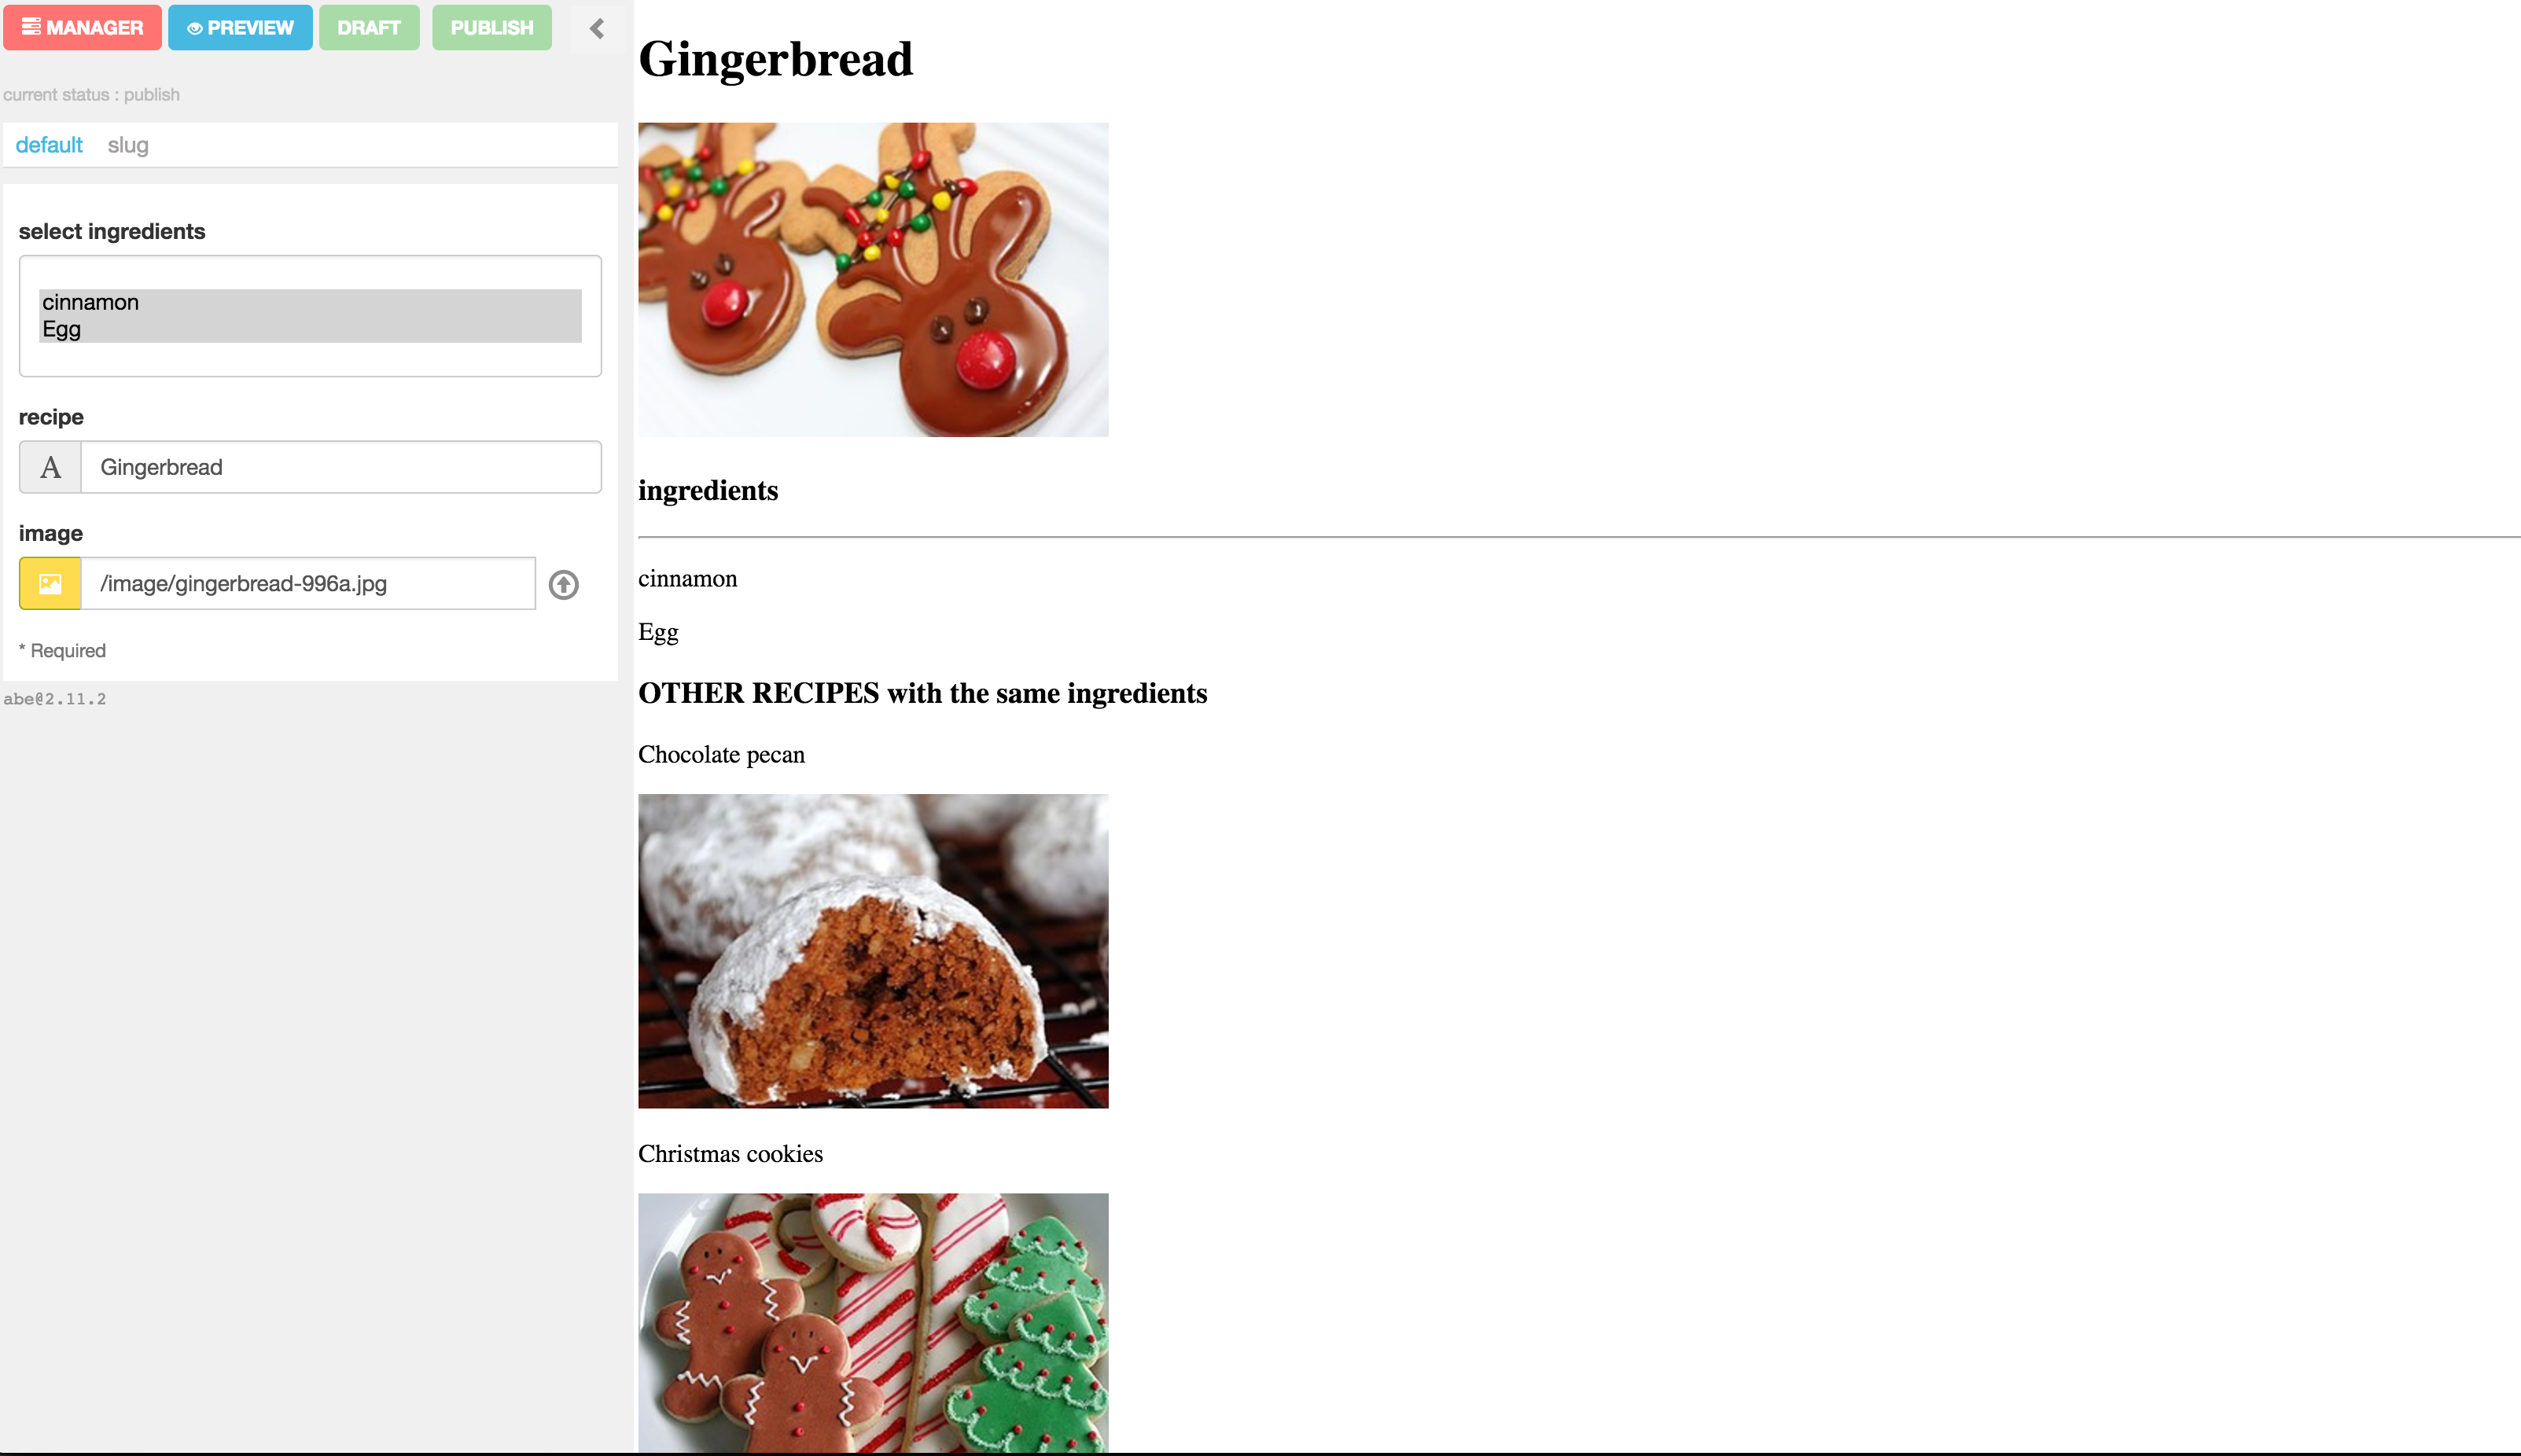 MANAGER PREVIEW DRAFT PUBLISH
current status : publish
default slug
select ingredients
cinnamon
Egg
recipe
A Gingerbread
image
/image/gingerbread-996a.jpg
* Required
abe@2.11.2
Gingerbread
ingredients
cinnamon
Egg
OTHER RECIPES with the same ingredients
Chocolate pecan
Christmas cookies